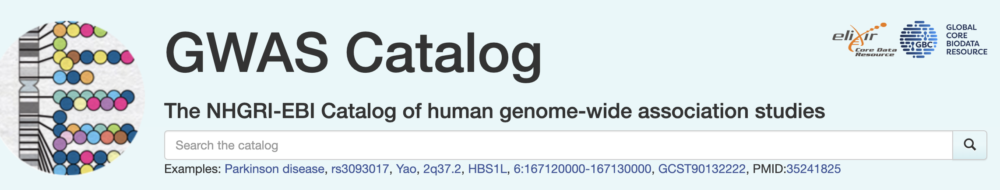 GWAS Catalog
elixir
Core Data
Resource
GBC
GLOBAL
CORE
BIODATA
RESOURCE
The NHGRI-EBI Catalog of human genome-wide association studies
Search the catalog
Examples: Parkinson disease, rs3093017, Yao, 2q37.2, HBS1L, 6:167120000-167130000, GCST90132222, PMID:35241825